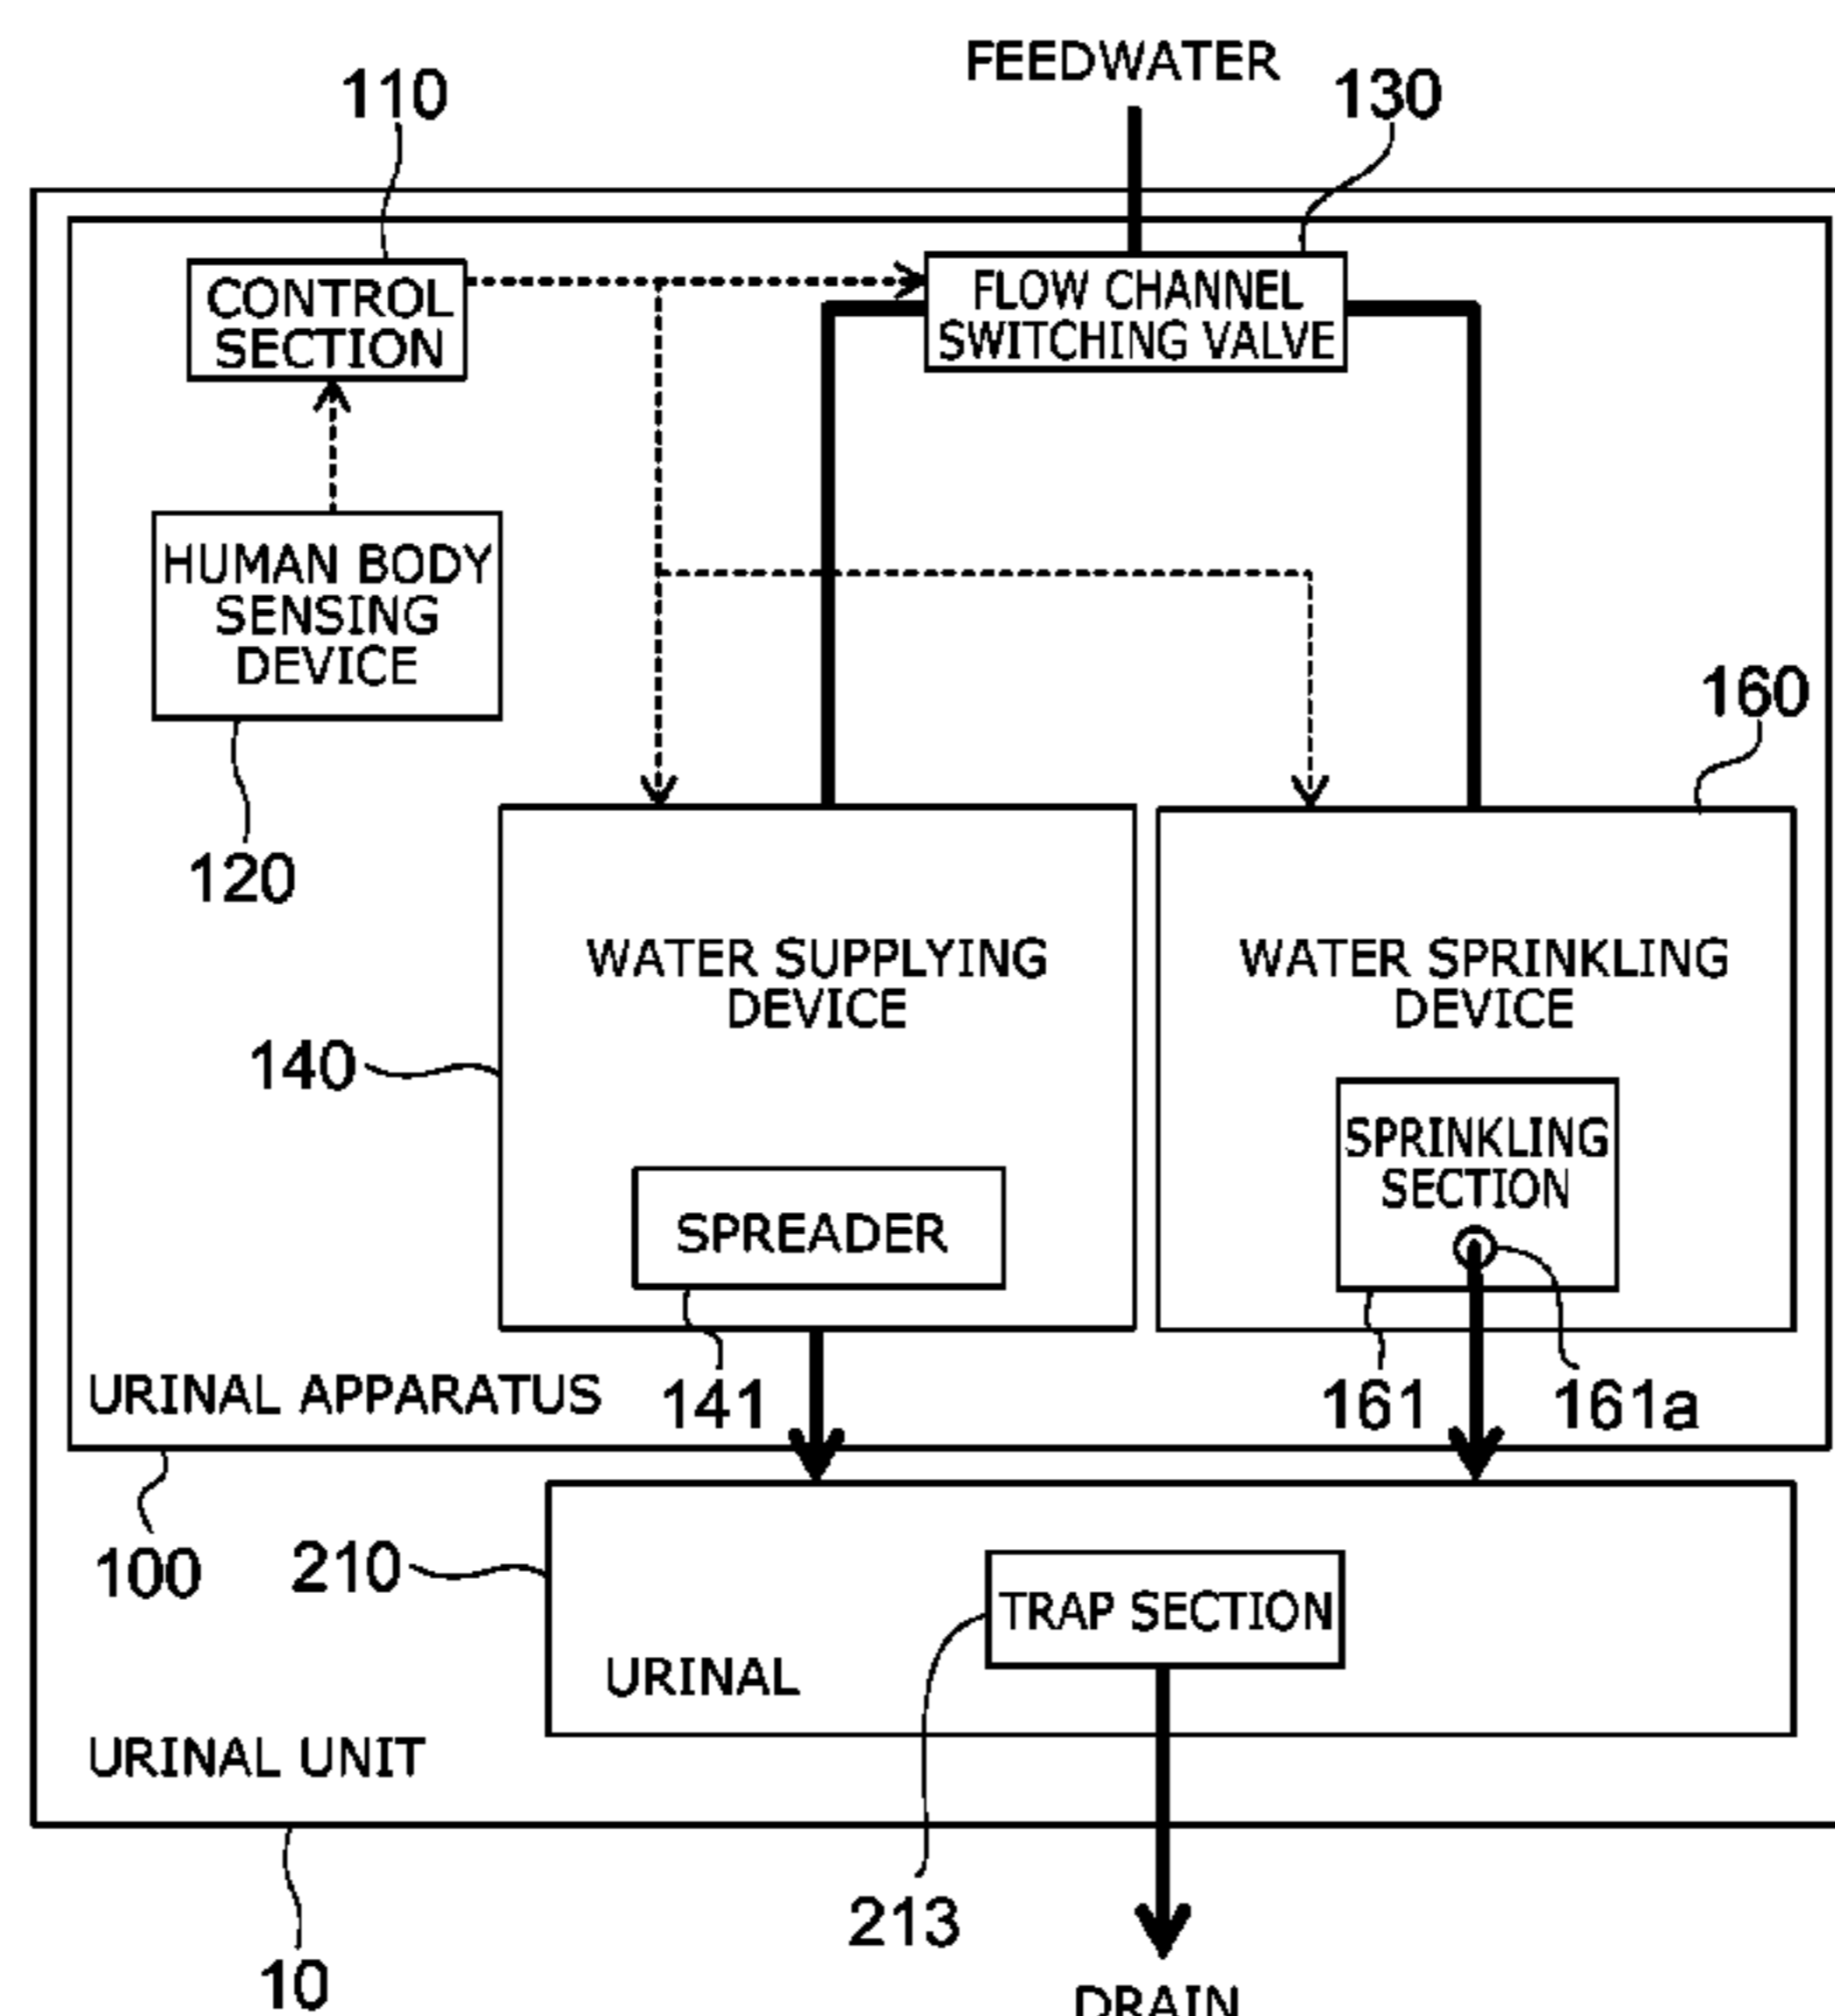 FEEDWATER
110
130
CONTROL
SECTION
FLOW CHANNEL
SWITCHING VALVE
HUMAN BODY
SENSING
DEVICE
160
120
WATER SUPPLYING
DEVICE
WATER SPRINKLING
DEVICE
140
SPRINKLING
SECTION
SPREADER
URINAL APPARATUS
141
161
161a
100
210
TRAP SECTION
URINAL
URINAL UNIT
213
10
DRAIN